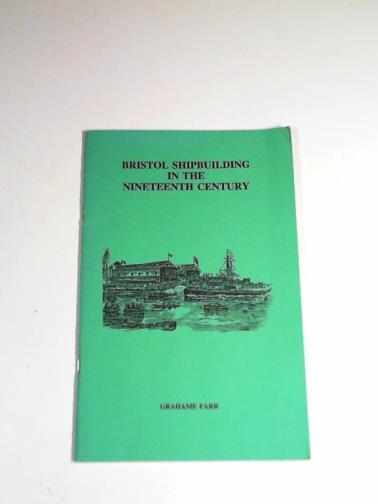 BRISTOL SHIPBUILDING
IN THE
NINETEENTH CENTURY
GRAHAME FARR